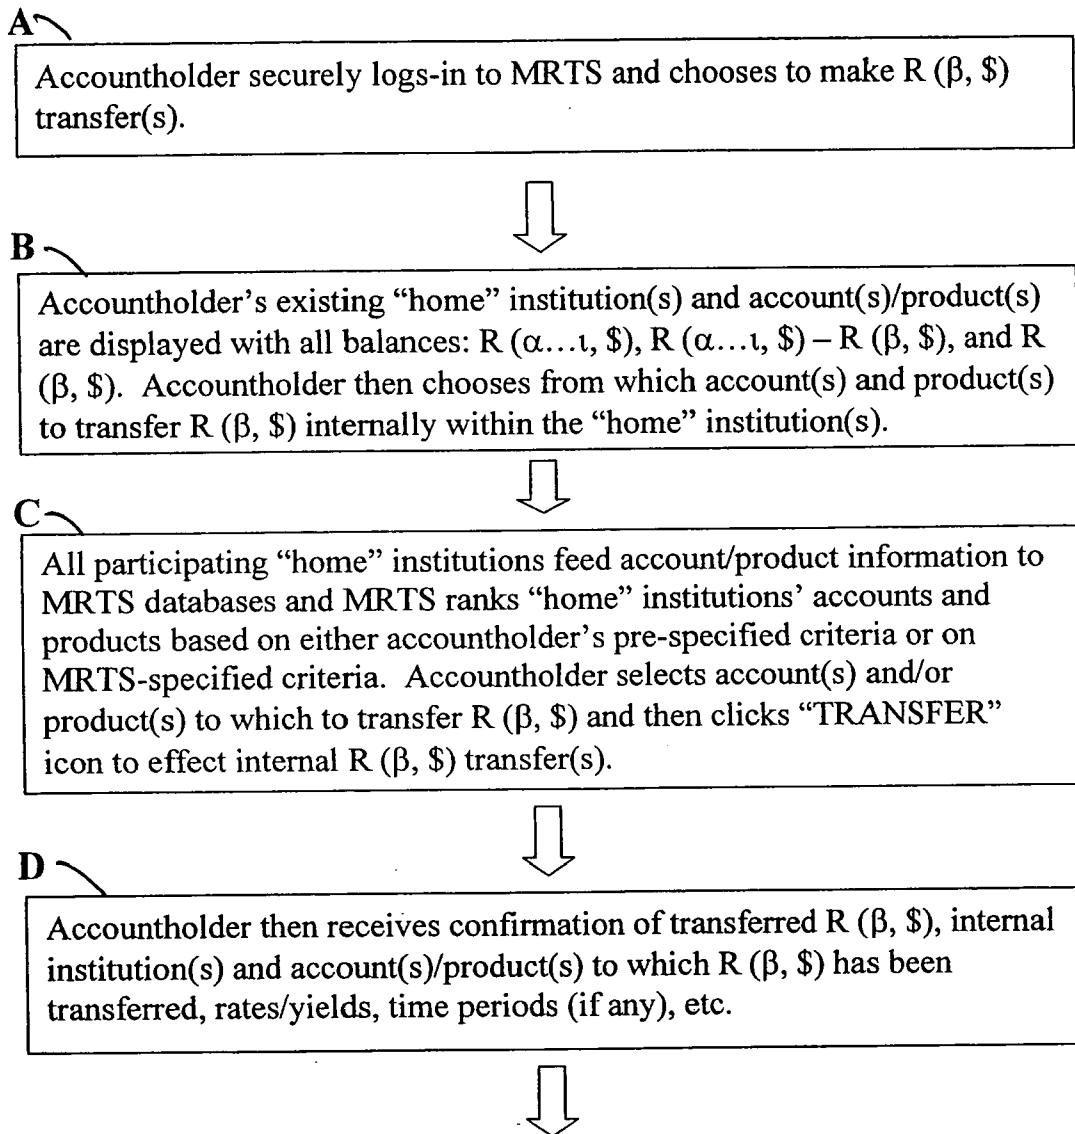 A
Accountholder securely logs-in to MRTS and chooses to make R (β, $)
transfer(s).
B
Accountholder’s existing “home” institution(s) and account(s)/product(s)
are displayed with all balances: R (α…ι, $), R (α…ι, $) – R (β, $), and R
(β, $).  Accountholder then chooses from which account(s) and product(s)
to transfer R (β, $) internally within the “home” institution(s).
C
All participating “home” institutions feed account/product information to
MRTS databases and MRTS ranks “home” institutions’ accounts and
products based on either accountholder’s pre-specified criteria or on
MRTS-specified criteria.  Accountholder selects account(s) and/or
product(s) to which to transfer R (β, $) and then clicks “TRANSFER”
icon to effect internal R (β, $) transfer(s).
D
Accountholder then receives confirmation of transferred R (β, $), internal
institution(s) and account(s)/product(s) to which R (β, $) has been
transferred, rates/yields, time periods (if any), etc.